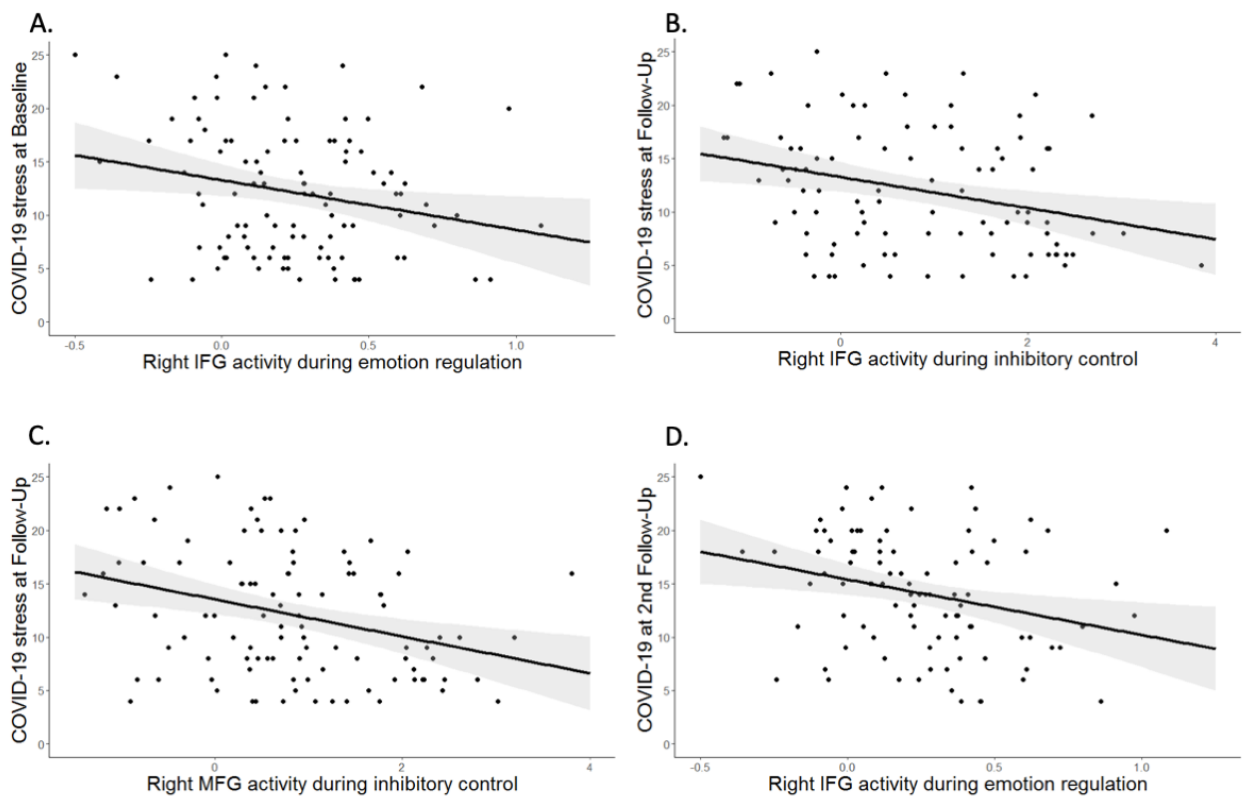 A.
COVID-19 stress at Baseline
25
20
15
10
5
0
-0.5 0.0 0.5 1.0
Right IFG activity during emotion regulation
B.
COVID-19 stress at Follow-Up
25
20
15
10
5
0
0 2 4
Right IFG activity during inhibitory control
C.
COVID-19 stress at Follow-Up
25
20
15
10
5
0
0 2 4
Right MFG activity during inhibitory control
D.
COVID-19 at 2nd Follow-Up
25
20
15
10
5
0
-0.5 0.0 0.5 1.0
Right IFG activity during emotion regulation